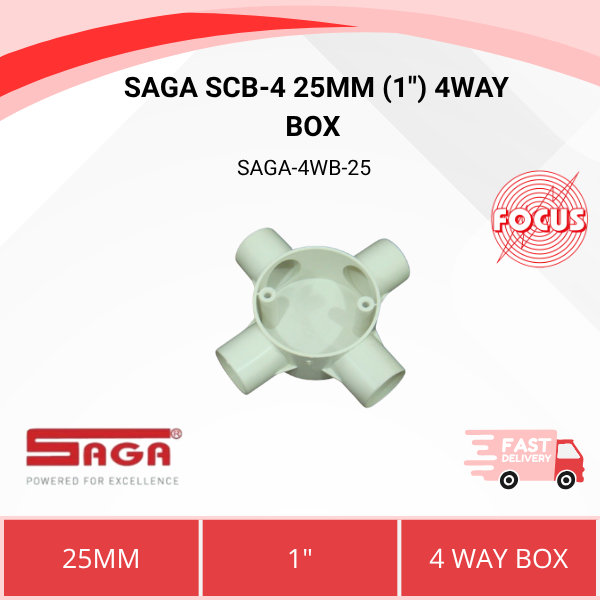 SAGA SCB-4 25MM (1") 4WAY
BOX
SAGA-4WB-25
FOCUS
SAGA®
POWERED FOR EXCELLENCE
FAST
DELIVERY
25MM
1"
4 WAY BOX